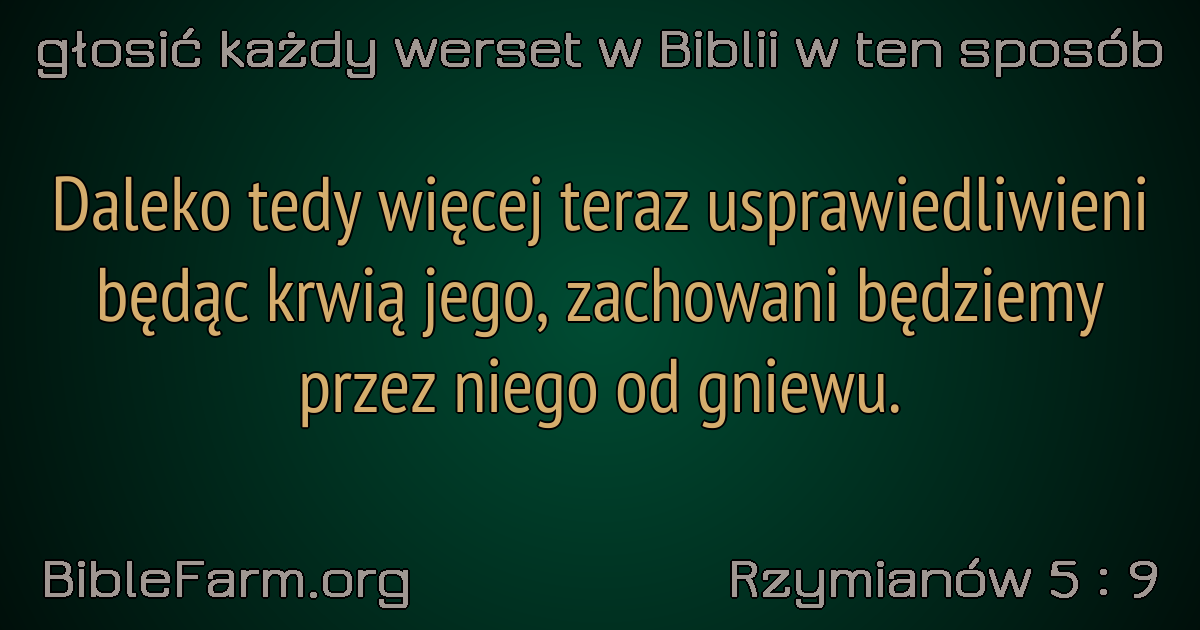 głosić każdy werset w Biblii w ten sposób
Daleko tedy więcej teraz usprawiedliwieni
będąc krwią jego, zachowani będziemy
przez niego od gniewu.
BibleFarm.org
Rzymianów 5 : 9